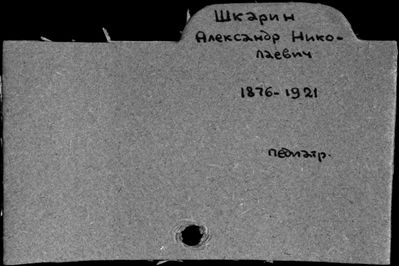 Шкарин
Александр Нико-
лаевич
1876-1921
педиатр.